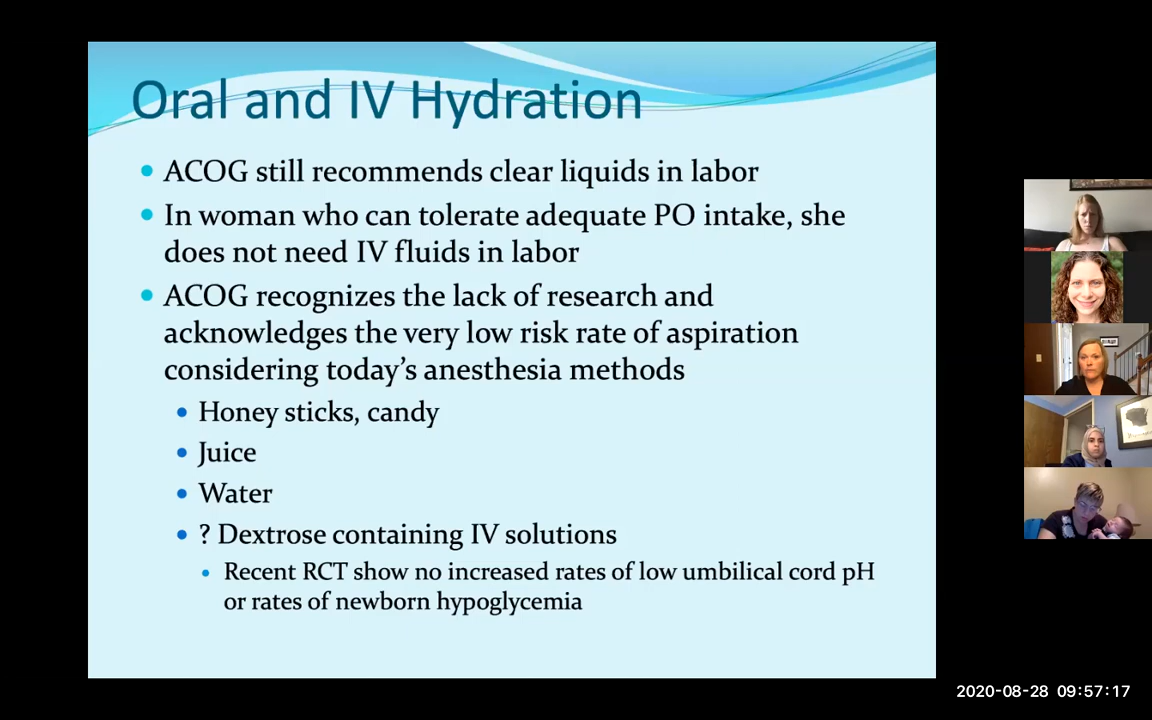 Oral and IV Hydration
ACOG still recommends clear liquids in labor
In woman who can tolerate adequate PO intake, she
does not need IV fluids in labor
ACOG recognizes the lack of research and
acknowledges the very low risk rate of aspiration
considering today's anesthesia methods
Honey sticks, candy
Juice
Water
? Dextrose containing IV solutions
Recent RCT show no increased rates of low umbilical cord pH
or rates of newborn hypoglycemia
2020-08-28 09:57:17